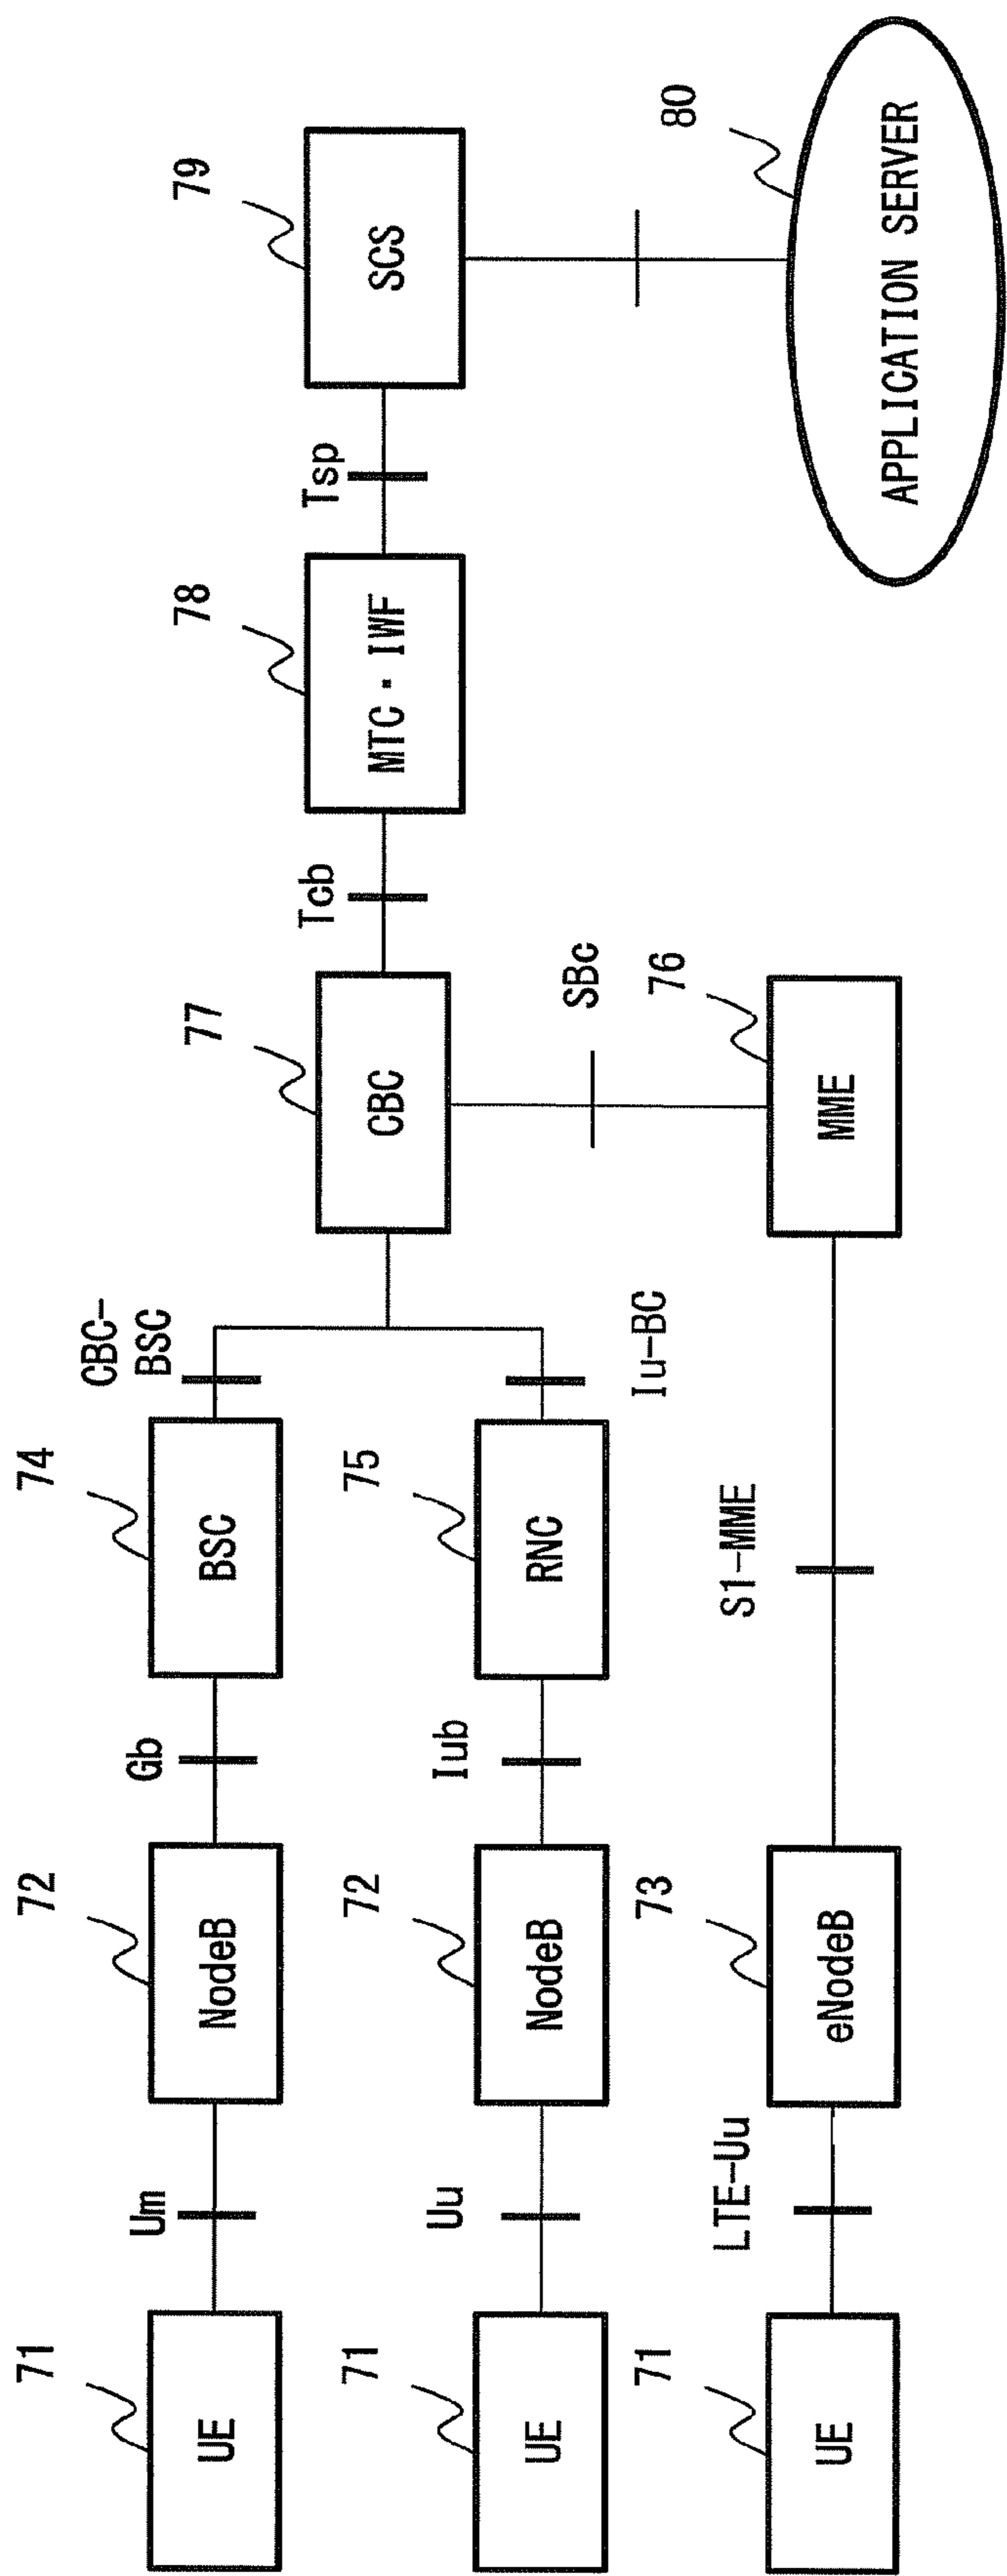 71
UE
Um
72
NodeB
Gb
74
BSC
CBC-
BSC
71
UE
Uu
72
NodeB
Iub
75
RNC
Iu-BC
77
CBC
Tcb
78
MTC・IWF
Tsp
79
SCS
SBc
71
UE
LTE-Uu
73
eNodeB
S1-MME
76
MME
80
APPLICATION SERVER